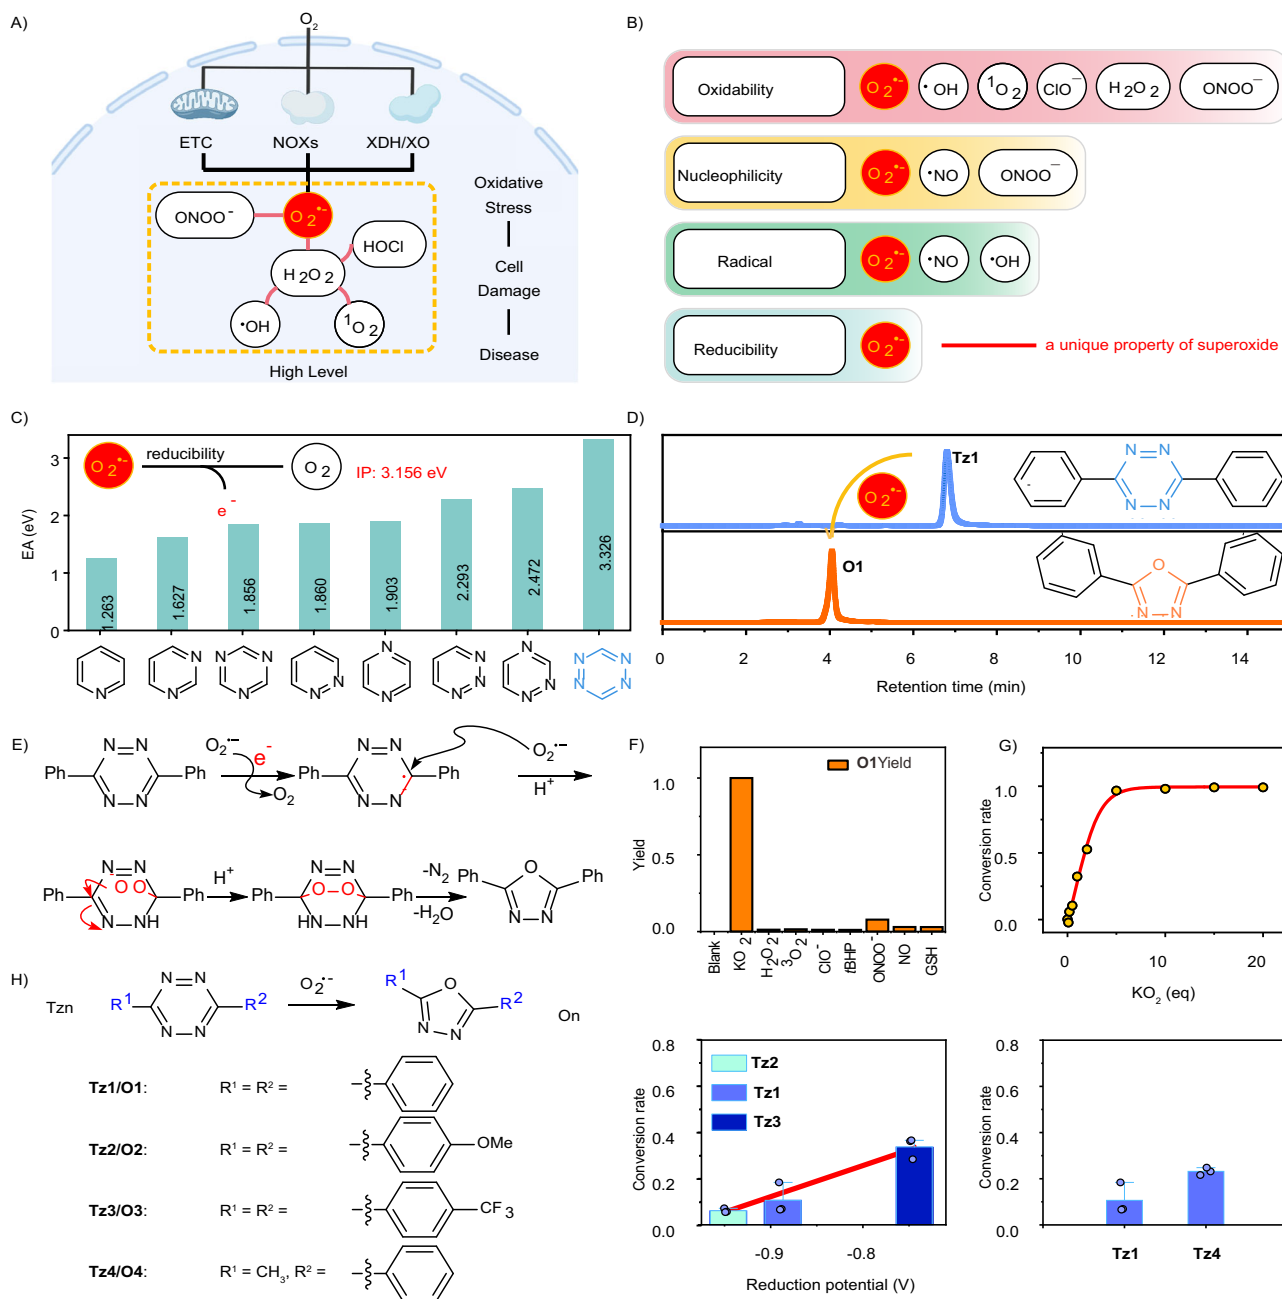 A)
O2
ETC NOXs XDH/XO
ONOO-
O2•-
HOCl
H2O2
•OH
1O2
High Level
Oxidative
Stress
Cell
Damage
Disease
B)
Oxidability O2•- •OH 1O2 ClO— H2O2 ONOO—
Nucleophilicity O2•- •NO ONOO—
Radical O2•- •NO •OH
Reducibility O2•- a unique property of superoxide
C)
EA (eV)
3
2
1
0
O2•- reducibility O2 IP: 3.156 eV
e-
1.263 1.627 1.856 1.860 1.903 2.293 2.472 3.326
N N N N N N N N N N N N N N N N N N N N
D)
Tz1
O2•-
N N
N N
O1
O
N N
0 2 4 6 8 10 12 14
Retention time (min)
E)
Ph N N N N Ph
O2•- e- O2
Ph N N N N Ph
O2•-
H+
Ph N N O O N NH Ph
H+
Ph N N O O HN NH Ph
-N2
-H2O
Ph O N N Ph
F)
O1Yield
Yield
1.0
0.5
0.0
Blank KO2 H2O2 3O2 ClO- tBHP ONOO- NO GSH
G)
Conversion rate
1.0
0.5
0.0
0 10 20
KO2 (eq)
H)
Tzn R1 N N N N R2
O2•-
R1 O N N R2 On
Tz1/O1: R1 = R2 =
Tz2/O2: R1 = R2 = OMe
Tz3/O3: R1 = R2 = CF3
Tz4/O4: R1 = CH3, R2 =
Conversion rate
0.8
0.6
0.4
0.2
0.0
Tz2
Tz1
Tz3
-0.9 -0.8
Reduction potential (V)
Conversion rate
0.8
0.6
0.4
0.2
0.0
Tz1 Tz4